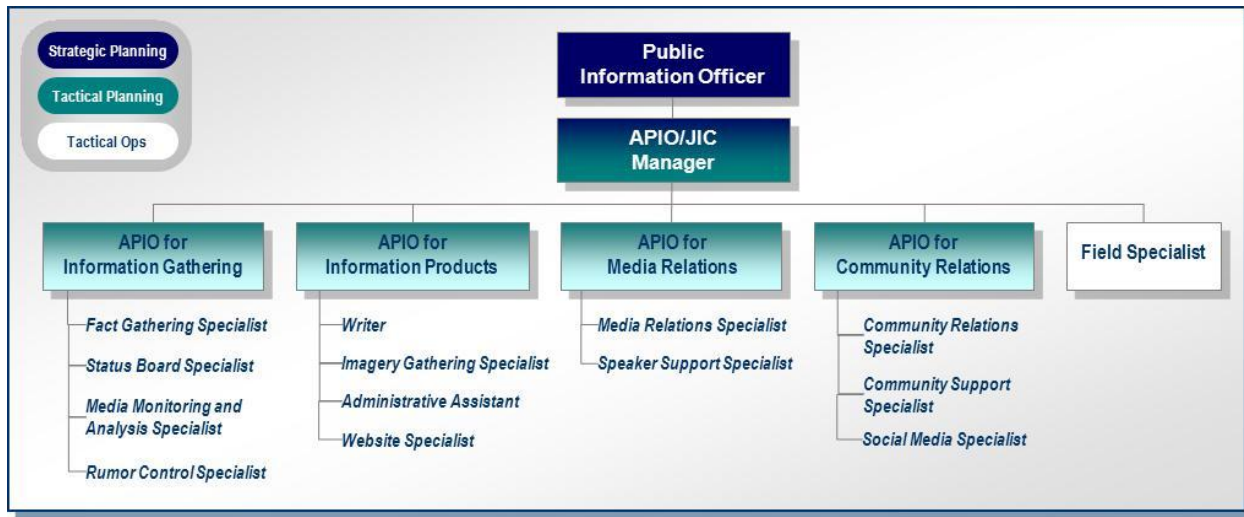 Strategic Planning
Tactical Planning
Tactical Ops
Public
Information Officer
APIO/JIC
Manager
APIO for
Information Gathering
Fact Gathering Specialist
Status Board Specialist
Media Monitoring and
Analysis Specialist
Rumor Control Specialist
APIO for
Information Products
Writer
Imagery Gathering Specialist
Administrative Assistant
Website Specialist
APIO for
Media Relations
Media Relations Specialist
Speaker Support Specialist
APIO for
Community Relations
Community Relations
Specialist
Community Support
Specialist
Social Media Specialist
Field Specialist